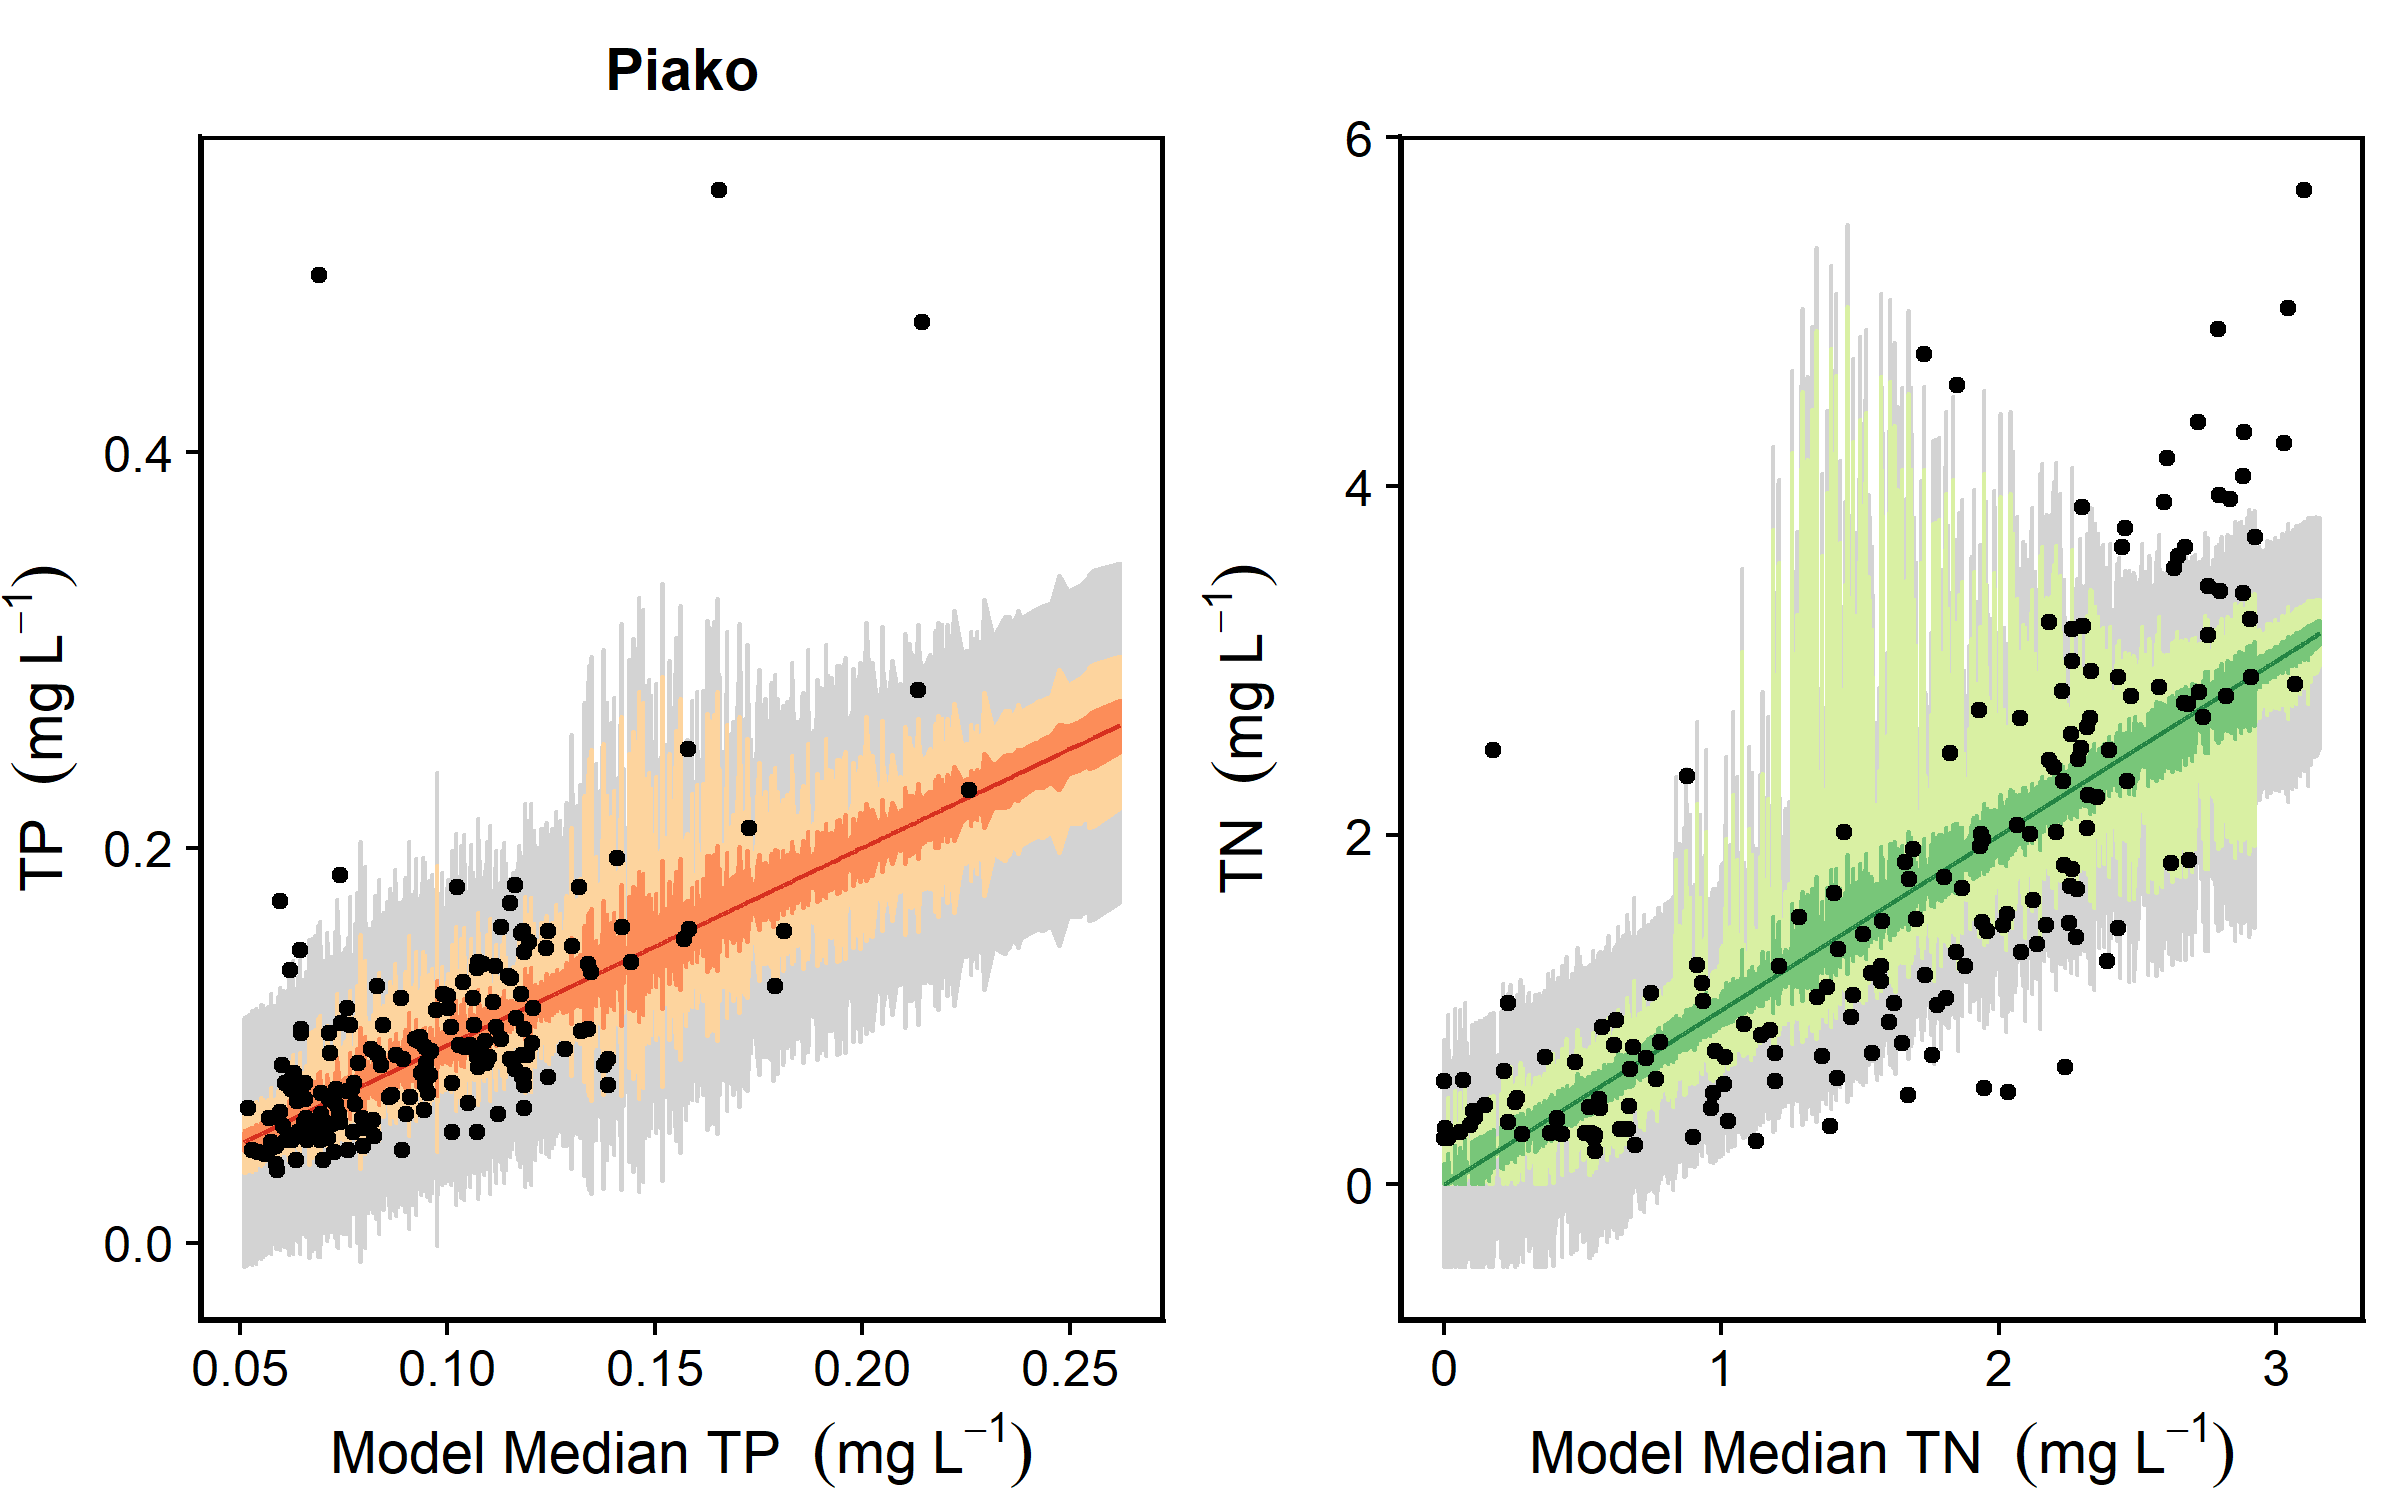 Piako
TP (mg L⁻¹)
0.4
0.2
0.0
0.05 0.10 0.15 0.20 0.25
Model Median TP (mg L⁻¹)
TN (mg L⁻¹)
6
4
2
0
0 1 2 3
Model Median TN (mg L⁻¹)